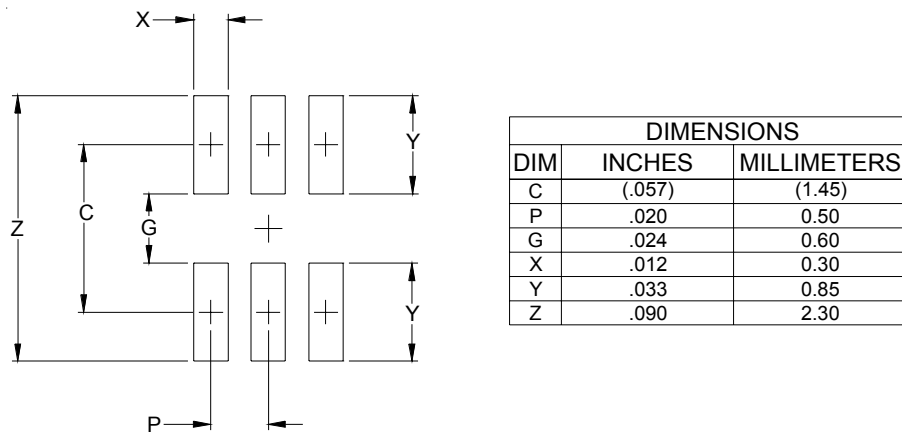 X
Y
C
G
Z
Y
P
DIMENSIONS
DIM INCHES MILLIMETERS
C (.057) (1.45)
P .020 0.50
G .024 0.60
X .012 0.30
Y .033 0.85
Z .090 2.30